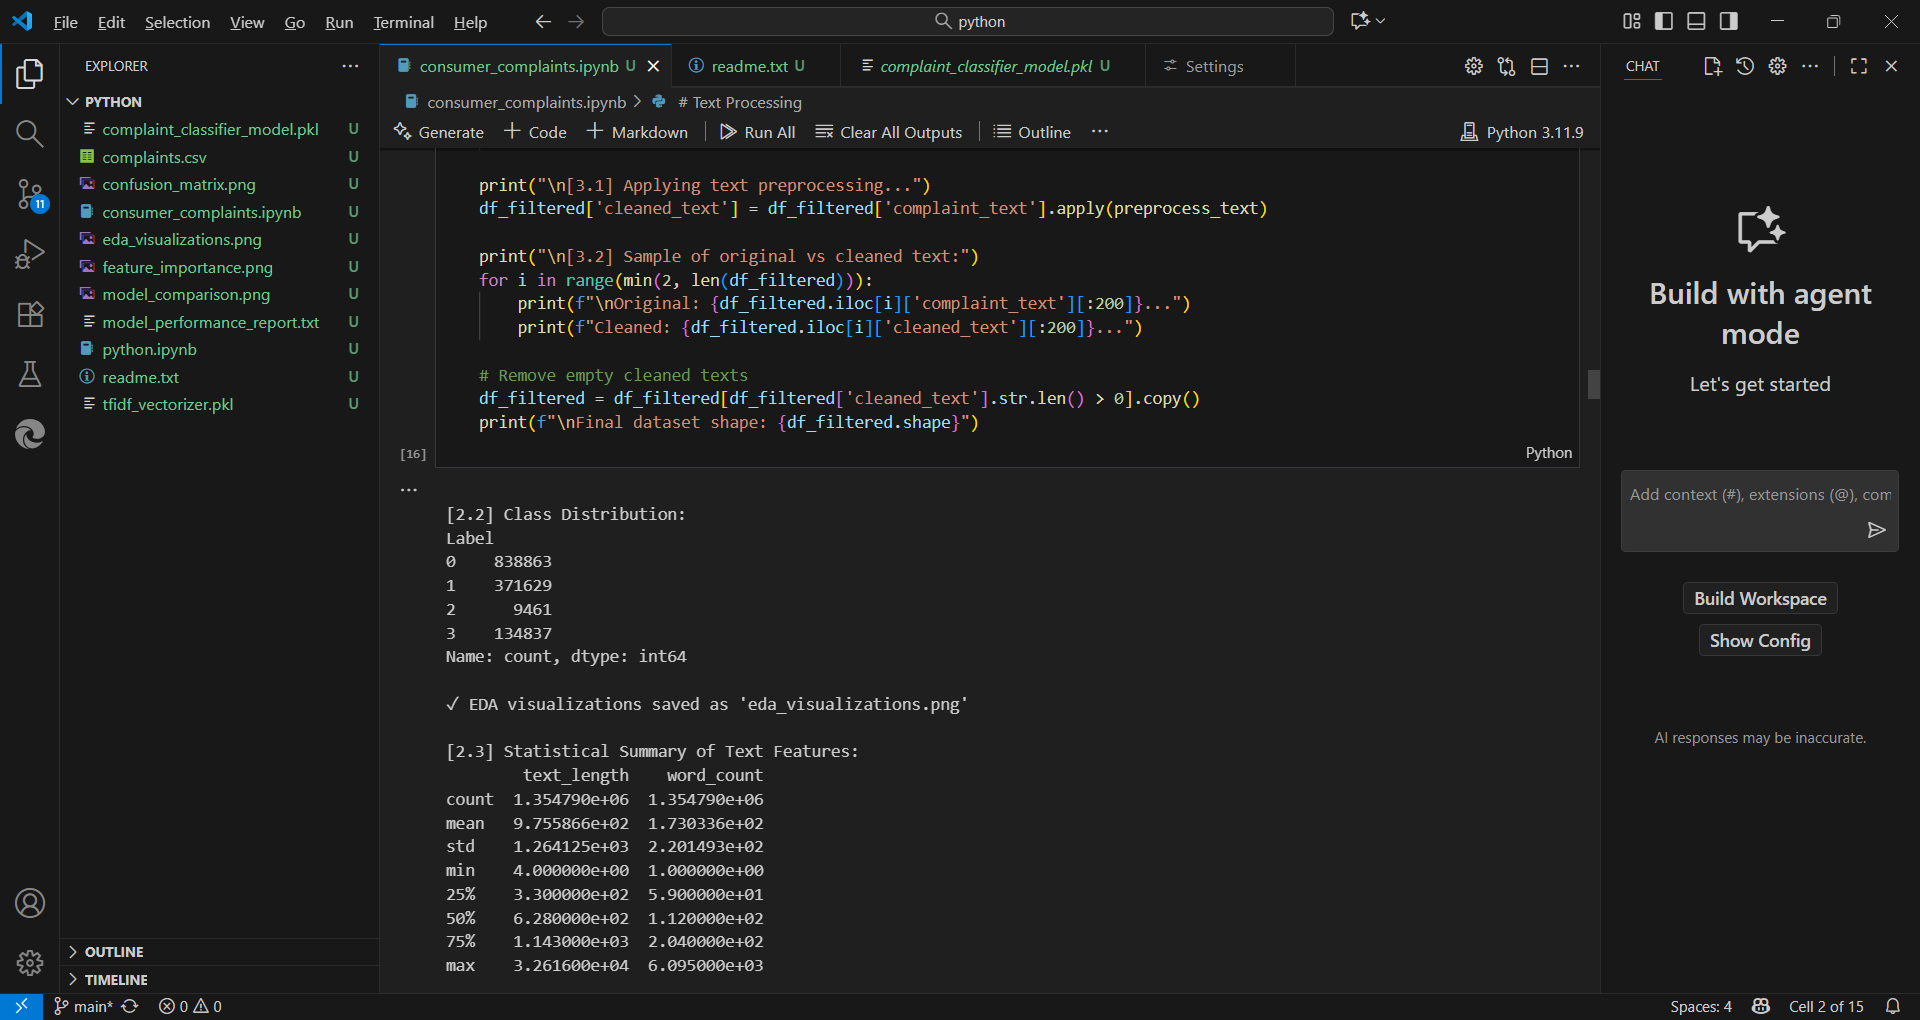 File Edit Selection View Go Run Terminal Help
python
EXPLORER
PYTHON
complaint_classifier_model.pkl U
complaints.csv U
confusion_matrix.png U
consumer_complaints.ipynb U
eda_visualizations.png U
feature_importance.png U
model_comparison.png U
model_performance_report.txt U
python.ipynb U
readme.txt U
tfidf_vectorizer.pkl U
11
OUTLINE
TIMELINE
consumer_complaints.ipynb U
readme.txt U
complaint_classifier_model.pkl U
Settings
consumer_complaints.ipynb > # Text Processing
Generate + Code + Markdown Run All Clear All Outputs Outline ...
Python 3.11.9
print("\n[3.1] Applying text preprocessing...")
df_filtered['cleaned_text'] = df_filtered['complaint_text'].apply(preprocess_text)
print("\n[3.2] Sample of original vs cleaned text:")
for i in range(min(2, len(df_filtered))):
print(f"\nOriginal: {df_filtered.iloc[i]['complaint_text'][:200]}...")
print(f"Cleaned: {df_filtered.iloc[i]['cleaned_text'][:200]}...")
# Remove empty cleaned texts
df_filtered = df_filtered[df_filtered['cleaned_text'].str.len() > 0].copy()
print(f"\nFinal dataset shape: {df_filtered.shape}")
[16]
Python
...
[2.2] Class Distribution:
Label
0 838863
1 371629
2 9461
3 134837
Name: count, dtype: int64
✓ EDA visualizations saved as 'eda_visualizations.png'
[2.3] Statistical Summary of Text Features:
text_length word_count
count 1.354790e+06 1.354790e+06
mean 9.755866e+02 1.730336e+02
std 1.264125e+03 2.201493e+02
min 4.000000e+00 1.000000e+00
25% 3.300000e+02 5.900000e+01
50% 6.280000e+02 1.120000e+02
75% 1.143000e+03 2.040000e+02
max 3.261600e+04 6.095000e+03
CHAT
Build with agent
mode
Let's get started
Add context (#), extensions (@), com
Build Workspace
Show Config
AI responses may be inaccurate.
main* 0 0
Spaces: 4 Cell 2 of 15